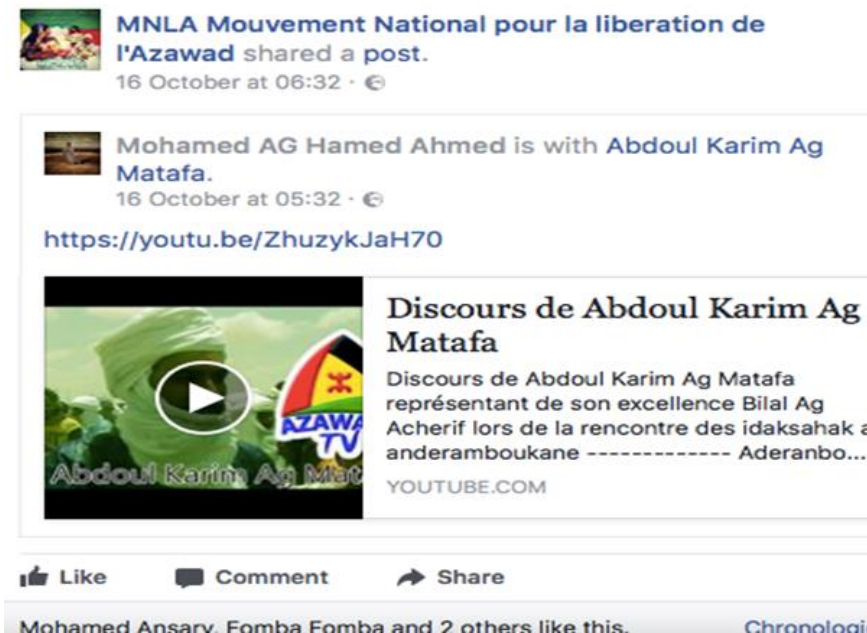 MNLA Mouvement National pour la liberation de
l'Azawad shared a post.
16 October at 06:32 ·
Mohamed AG Hamed Ahmed is with Abdoul Karim Ag
Matafa.
16 October at 05:32 ·
https://youtu.be/ZhuzykJaH70
AZAWA
TV
Abdoul Karim Ag Mat
Discours de Abdoul Karim Ag
Matafa
Discours de Abdoul Karim Ag Matafa
représentant de son excellence Bilal Ag
Acherif lors de la rencontre des idaksahak a
anderamboukane ------------- Aderanbo...
YOUTUBE.COM
Like Comment Share
Mohamed Ansary, Fomba Fomba and 2 others like this. Chronologi